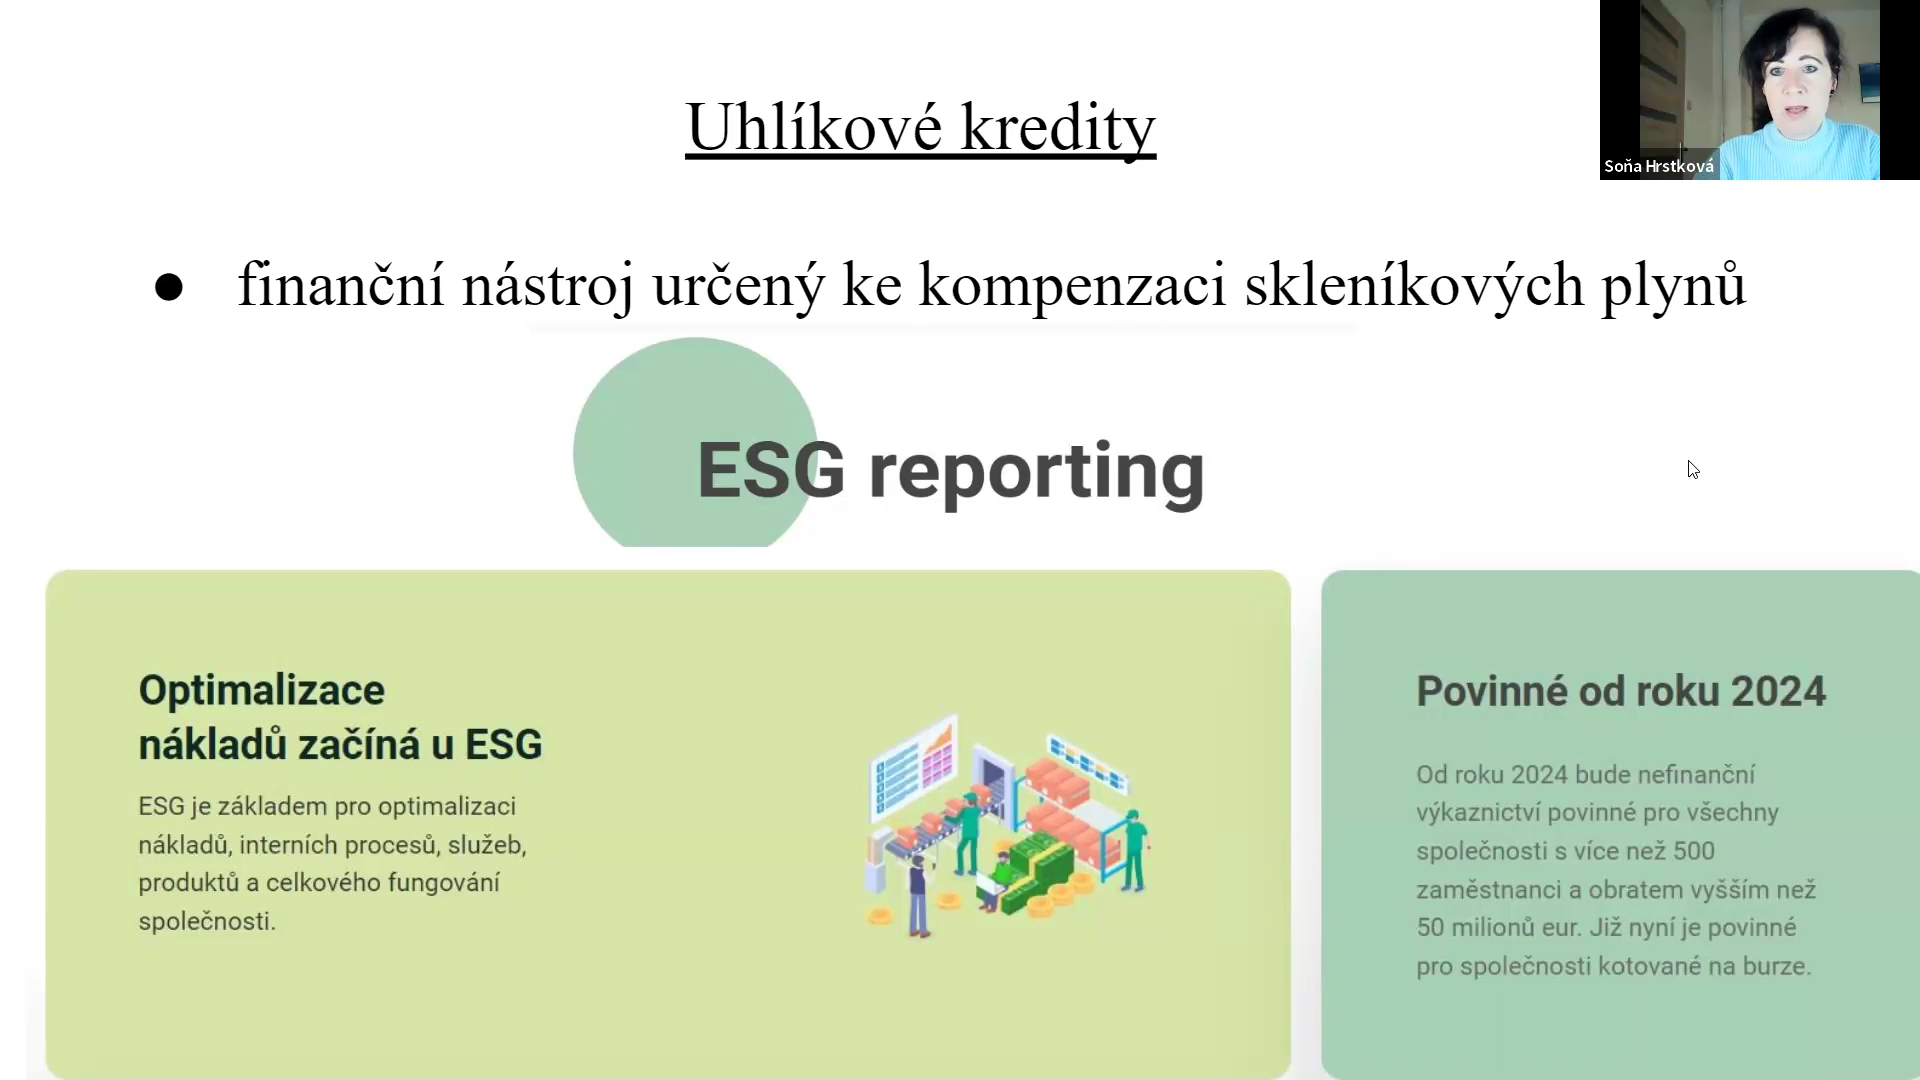 Uhlíkové kredity
Soňa Hrstková
● finanční nástroj určený ke kompenzaci skleníkových plynů
ESG reporting
Optimalizace
nákladů začíná u ESG
ESG je základem pro optimalizaci
nákladů, interních procesů, služeb,
produktů a celkového fungování
společnosti.
Povinné od roku 2024
Od roku 2024 bude nefinanční
výkaznictví povinné pro všechny
společnosti s více než 500
zaměstnanci a obratem vyšším než
50 milionů eur. Již nyní je povinné
pro společnosti kotované na burze.